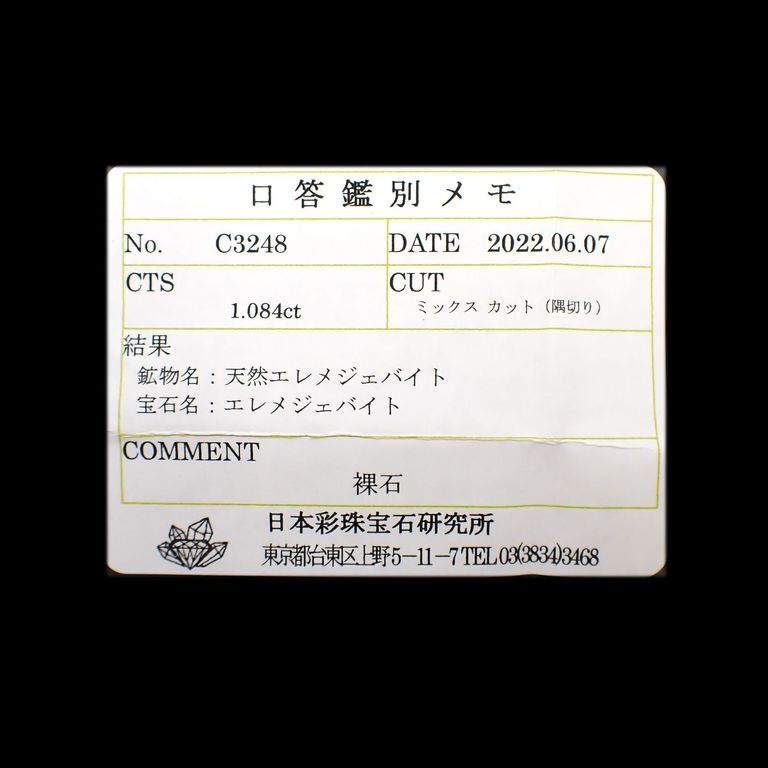 口答鑑別メモ
No. C3248 DATE 2022.06.07
CTS CUT
1.084ct ミックス カット（隅切り）
結果
鉱物名：天然エレメジェバイト
宝石名：エレメジェバイト
COMMENT
裸石
日本彩珠宝石研究所
東京都台東区上野5－11－7 TEL 03(3834)3468